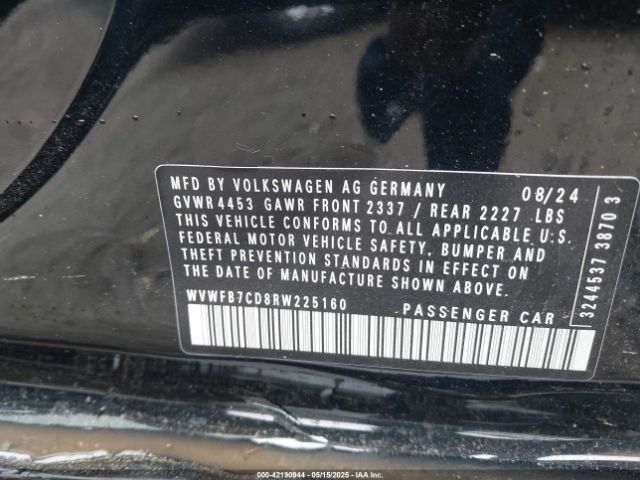 MFD BY VOLKSWAGEN AG GERMANY 08/24
GVWR 4453 GAWR FRONT 2337 / REAR 2227 LBS
THIS VEHICLE CONFORMS TO ALL APPLICABLE U.S.
FEDERAL MOTOR VEHICLE SAFETY, BUMPER AND
THEFT PREVENTION STANDARDS IN EFFECT ON
THE DATE OF MANUFACTURE SHOWN ABOVE.
WVWFB7CD8RW225160 PASSENGER CAR
3244537 3870 3
000-42190944 | 05/15/2025 - IAA, Inc.